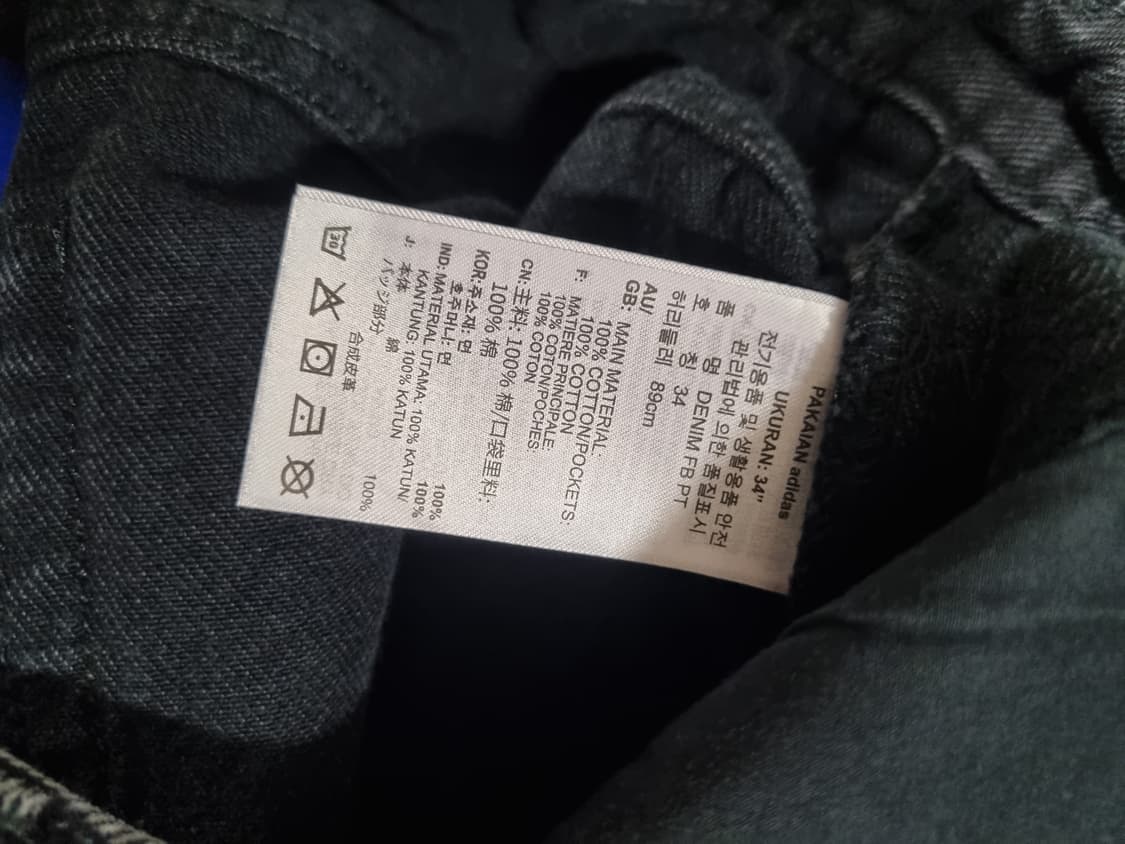 PAKAIAN adidas
UKURAN: 34"
전기용품 및 생활용품 안전
관리법에 의한 품질표시
품 명 DENIM FB PT
호 칭 34
허리둘레 89cm
AU/
GB: MAIN MATERIAL:
100% COTTON/POCKETS:
100% COTTON
F: MATIERE PRINCIPALE:
100% COTON/POCHES:
100% COTON
CN: 主料: 100% 棉/口袋里料:
100% 棉
KOR: 주소재: 면 100%
호주머니: 면 100%
IND: MATERIAL UTAMA: 100% KATUN/
KANTUNG: 100% KATUN
J: 本体 綿 100%
パッジ部分 合成皮革
30